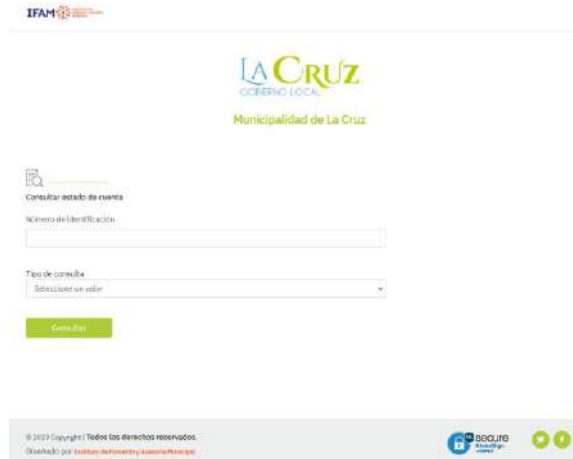 IFAM
LA CRUZ
GOBIERNO LOCAL
Municipalidad de La Cruz
Consultar estado de cuenta
Número de identificación
Tipo de consulta
Seleccione un valor
Consultar
© 2023 Copyright | Todos los derechos reservados.
Diseñado por Instituto de Fomento y Asesoría Municipal
secure